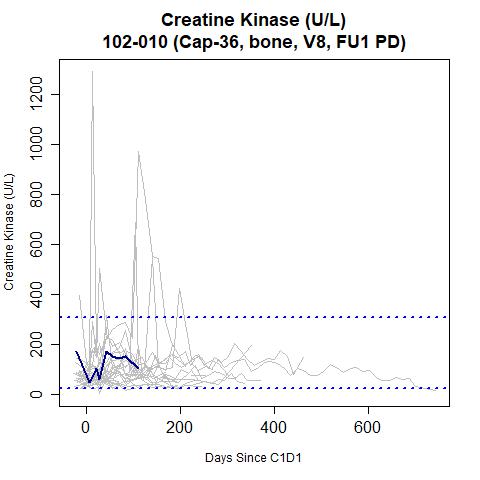 Creatine Kinase (U/L)
102-010 (Cap-36, bone, V8, FU1 PD)
Creatine Kinase (U/L)
0
200
400
600
800
1000
1200
0
200
400
600
Days Since C1D1